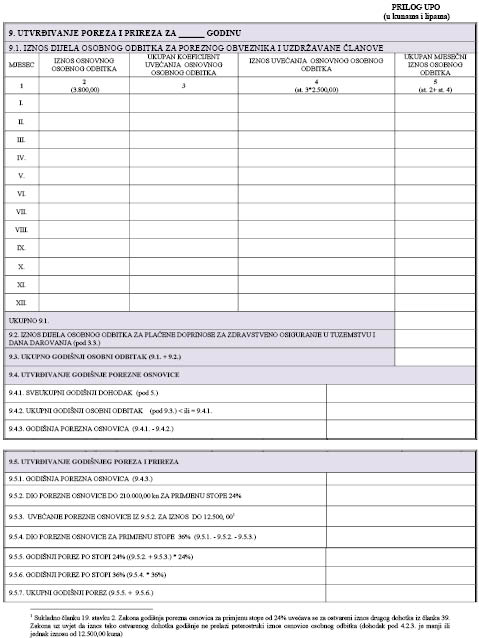 PRILOG UPO
(u kunama i lipama)
9. UTVRĐIVANJE POREZA I PRIREZA ZA ______ GODINU
9.1. IZNOS DIJELA OSOBNOG ODBITKA ZA POREZNOG OBVEZNIKA I UZDRŽAVANE ČLANOVE
MJESEC
IZNOS OSNOVNOG
OSOBNOG ODBITKA
UKUPAN KOEFICIJENT
UVEĆANJA OSNOVNOG
OSOBNOG ODBITKA
IZNOS UVEĆANJA OSNOVNOG OSOBNOG
ODBITKA
UKUPAN MJESEČNI
IZNOS OSOBNOG
ODBITKA
1
2
(3.800,00)
3
4
(st. 3*2.500,00)
5
(st. 2+ st. 4)
I.
II.
III.
IV.
V.
VI.
VII.
VIII.
IX.
X.
XI.
XII.
UKUPNO 9.1.
9.2. IZNOS DIJELA OSOBNOG ODBITKA ZA PLAĆENE DOPRINOSE ZA ZDRAVSTVENO OSIGURANJE U TUZEMSTVU I
DANA DAROVANJA (pod 3.3.)
9.3. UKUPNO GODIŠNJI OSOBNI ODBITAK (9.1. + 9.2.)
9.4. UTVRĐIVANJE GODIŠNJE POREZNE OSNOVICE
9.4.1. SVEUKUPNI GODIŠNJI DOHODAK (pod 5.)
9.4.2. UKUPNI GODIŠNJI OSOBNI ODBITAK (pod 9.3.) < ili = 9.4.1.
9.4.3. GODIŠNJA POREZNA OSNOVICA (9.4.1. - 9.4.2.)
9.5. UTVRĐIVANJE GODIŠNJEG POREZA I PRIREZA
9.5.1. GODIŠNJA POREZNA OSNOVICA (9.4.3.)
9.5.2. DIO POREZNE OSNOVICE DO 210.000,00 kn ZA PRIMJENU STOPE 24%
9.5.3. UVEĆANJE POREZNE OSNOVICE IZ 9.5.2. ZA IZNOS DO 12.500, 00¹
9.5.4. DIO POREZNE OSNOVICE ZA PRIMJENU STOPE 36% (9.5.1. - 9.5.2. - 9.5.3.)
9.5.5. GODIŠNJI POREZ PO STOPI 24% ((9.5.2. + 9.5.3.) * 24%)
9.5.6. GODIŠNJI POREZ PO STOPI 36% (9.5.4. * 36%)
9.5.7. UKUPNI GODIŠNJI POREZ (9.5.5. + 9.5.6.)
¹ Sukladno članku 19. stavku 2. Zakona godišnja porezna osnovica za primjenu stope od 24% uvećava se za ostvareni iznos drugog dohotka iz članka 39.
Zakona uz uvjet da iznos tako ostvarenog dohotka godišnje ne prelazi peterostruki iznos osnovice osobnog odbitka (dohodak pod 4.2.3. je manji ili
jednak iznosu od 12.500,00 kuna)